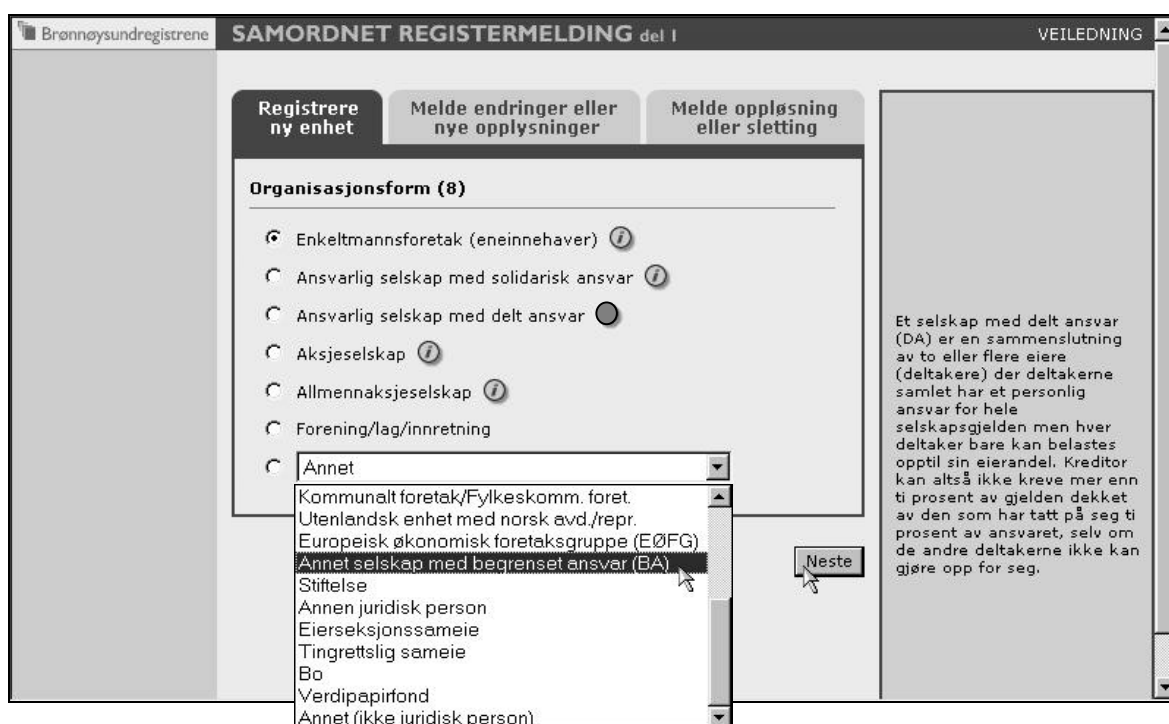 Brønnøysundregistrene
SAMORDNET REGISTERMELDING del 1
VEILEDNING
Registrere
ny enhet
Melde endringer eller
nye opplysninger
Melde oppløsning
eller sletting
Organisasjonsform (8)
Enkeltmannsforetak (eneinnehaver) i
Ansvarlig selskap med solidarisk ansvar i
Ansvarlig selskap med delt ansvar
Aksjeselskap i
Allmennaksjeselskap i
Forening/lag/innretning
Annet
Kommunalt foretak/Fylkeskomm. foret.
Utenlandsk enhet med norsk avd./repr.
Europeisk økonomisk foretaksgruppe (EØFG)
Annet selskap med begrenset ansvar (BA)
Stiftelse
Annen juridisk person
Eierseksjonssameie
Tingrettslig sameie
Bo
Verdipapirfond
Annet (ikke juridisk person)
Neste
Et selskap med delt ansvar
(DA) er en sammenslutning
av to eller flere eiere
(deltakere) der deltakerne
samlet har et personlig
ansvar for hele
selskapsgjelden men hver
deltaker bare kan belastes
opptil sin eierandel. Kreditor
kan altså ikke kreve mer enn
ti prosent av gjelden dekket
av den som har tatt på seg ti
prosent av ansvaret, selv om
de andre deltakerne ikke kan
gjøre opp for seg.